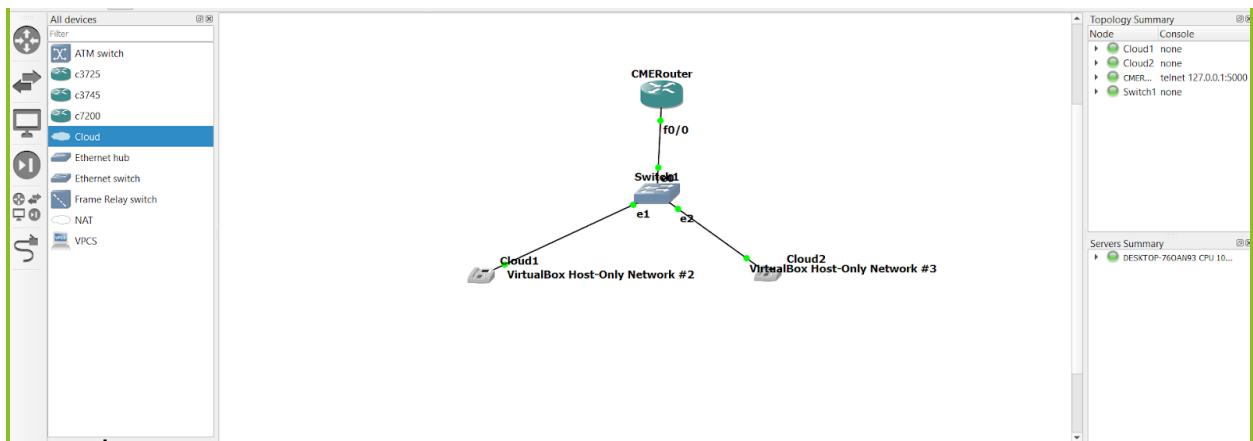 All devices
Filter
ATM switch
c3725
c3745
c7200
Cloud
Ethernet hub
Ethernet switch
Frame Relay switch
NAT
VPCS
CMERouter
f0/0
Switch1
e0
e1
e2
Cloud1
VirtualBox Host-Only Network #2
Cloud2
VirtualBox Host-Only Network #3
Topology Summary
Node Console
Cloud1 none
Cloud2 none
CMER... telnet 127.0.0.1:5000
Switch1 none
Servers Summary
DESKTOP-76OAN93 CPU 10...